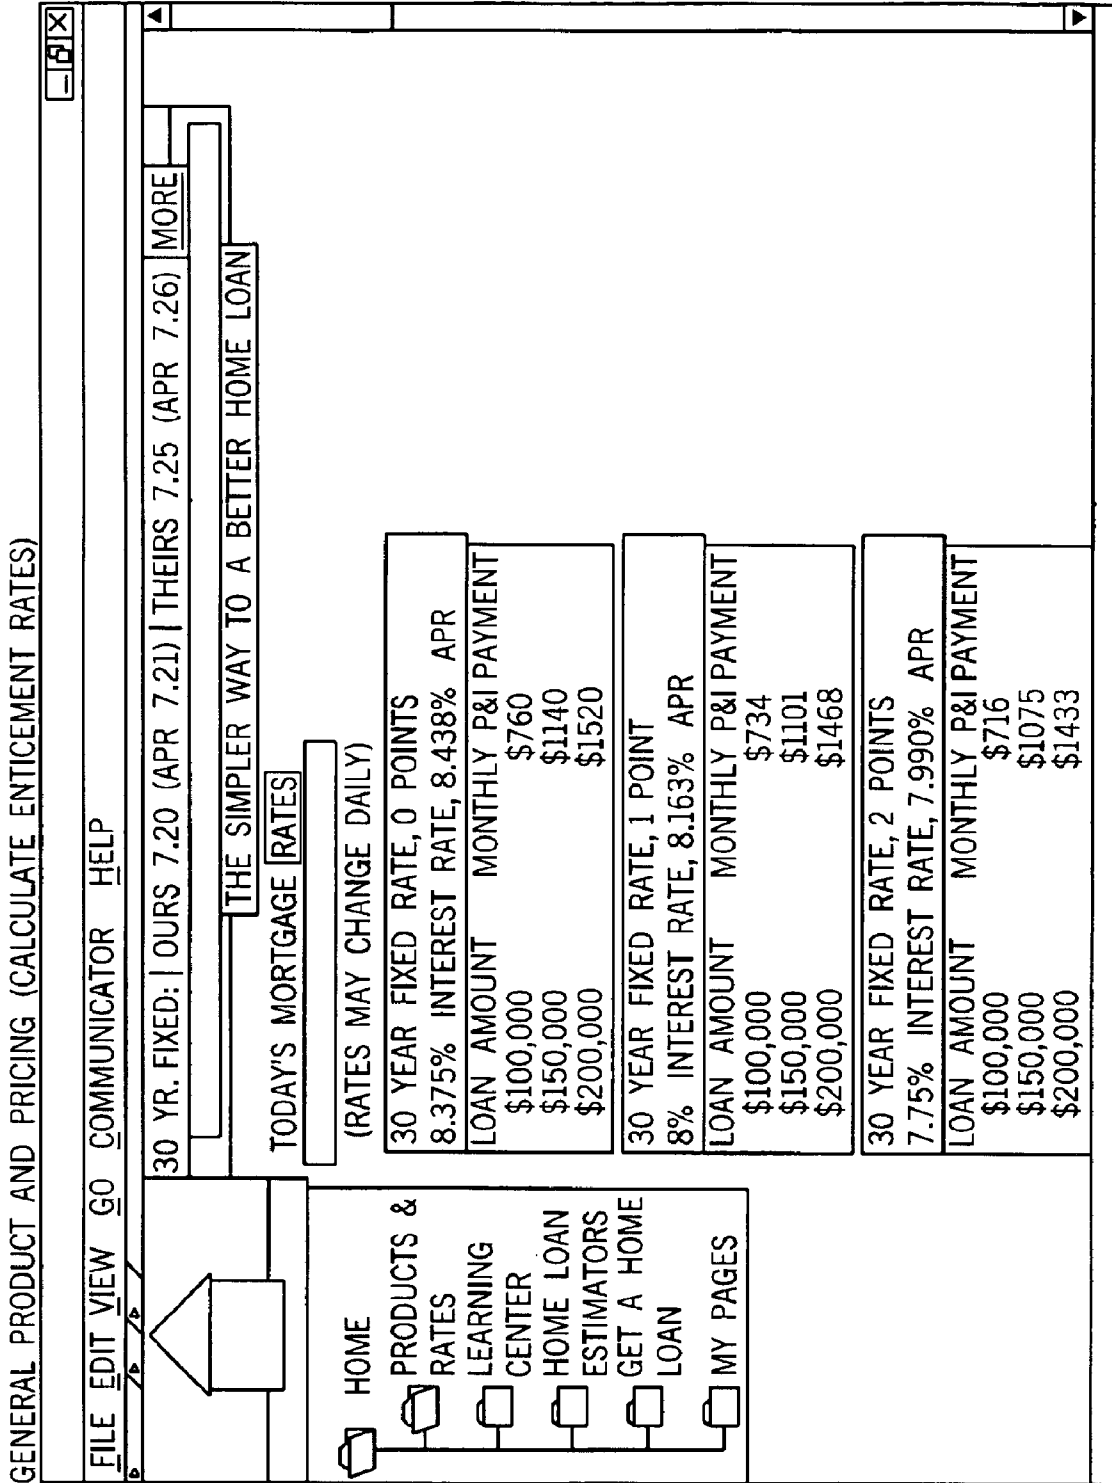 GENERAL PRODUCT AND PRICING (CALCULATE ENTICEMENT RATES)
FILE EDIT VIEW GO COMMUNICATOR HELP
30 YR. FIXED: | OURS 7.20 (APR 7.21) | THEIRS 7.25 (APR 7.26) | MORE
THE SIMPLER WAY TO A BETTER HOME LOAN
HOME
PRODUCTS &
RATES
LEARNING
CENTER
HOME LOAN
ESTIMATORS
GET A HOME
LOAN
MY PAGES
TODAY'S MORTGAGE RATES
(RATES MAY CHANGE DAILY)
30 YEAR FIXED RATE, 0 POINTS
8.375% INTEREST RATE, 8.438% APR
LOAN AMOUNT MONTHLY P&I PAYMENT
$100,000 $760
$150,000 $1140
$200,000 $1520
30 YEAR FIXED RATE, 1 POINT
8% INTEREST RATE, 8.163% APR
LOAN AMOUNT MONTHLY P&I PAYMENT
$100,000 $734
$150,000 $1101
$200,000 $1468
30 YEAR FIXED RATE, 2 POINTS
7.75% INTEREST RATE, 7.990% APR
LOAN AMOUNT MONTHLY P&I PAYMENT
$100,000 $716
$150,000 $1075
$200,000 $1433